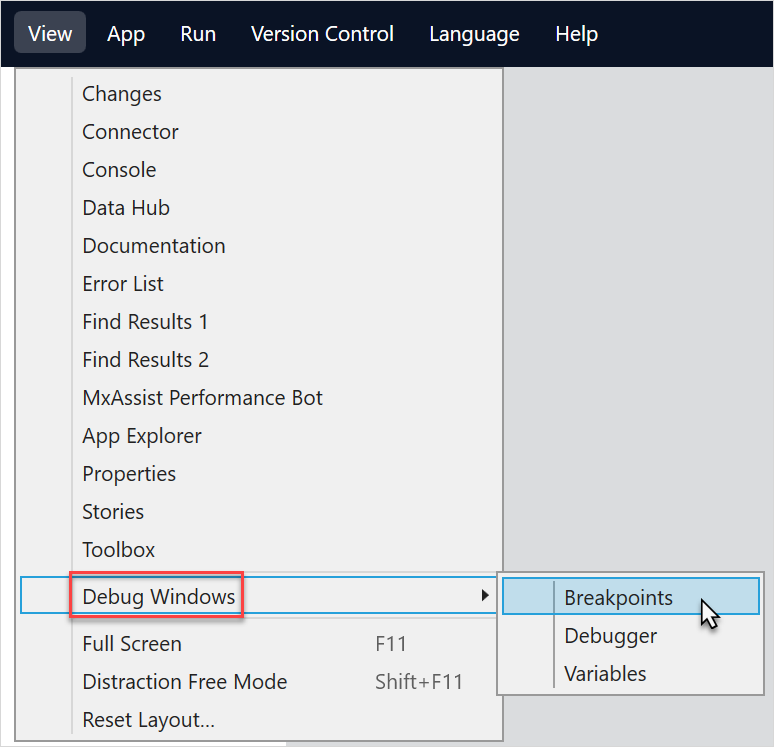 View App Run Version Control Language Help
Changes
Connector
Console
Data Hub
Documentation
Error List
Find Results 1
Find Results 2
MxAssist Performance Bot
App Explorer
Properties
Stories
Toolbox
Debug Windows
Breakpoints
Debugger
Variables
Full Screen F11
Distraction Free Mode Shift+F11
Reset Layout...